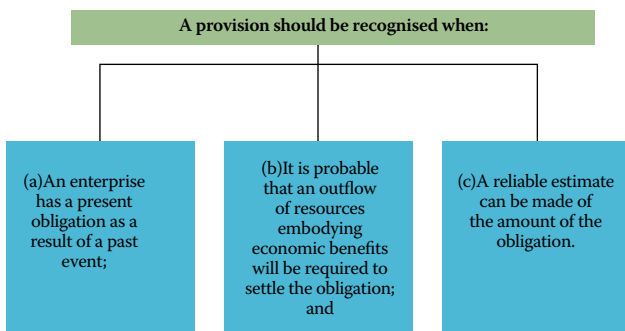 A provision should be recognised when:
(a)An enterprise
has a present
obligation as a
result of a past
event;
(b)It is probable
that an outflow
of resources
embodying
economic benefits
will be required to
settle the obligation;
and
(c)A reliable estimate
can be made of
the amount of the
obligation.